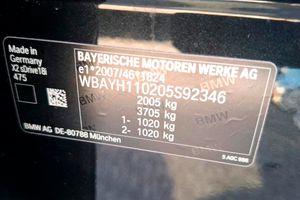 Made in
Germany
X2 sDrive18i
475
BAYERISCHE MOTOREN WERKE AG
e1*2007/46*1824
WBAYH110205S92346
2005 kg
3705 kg
1- 1020 kg
2- 1020 kg
BMW AG DE-80788 München